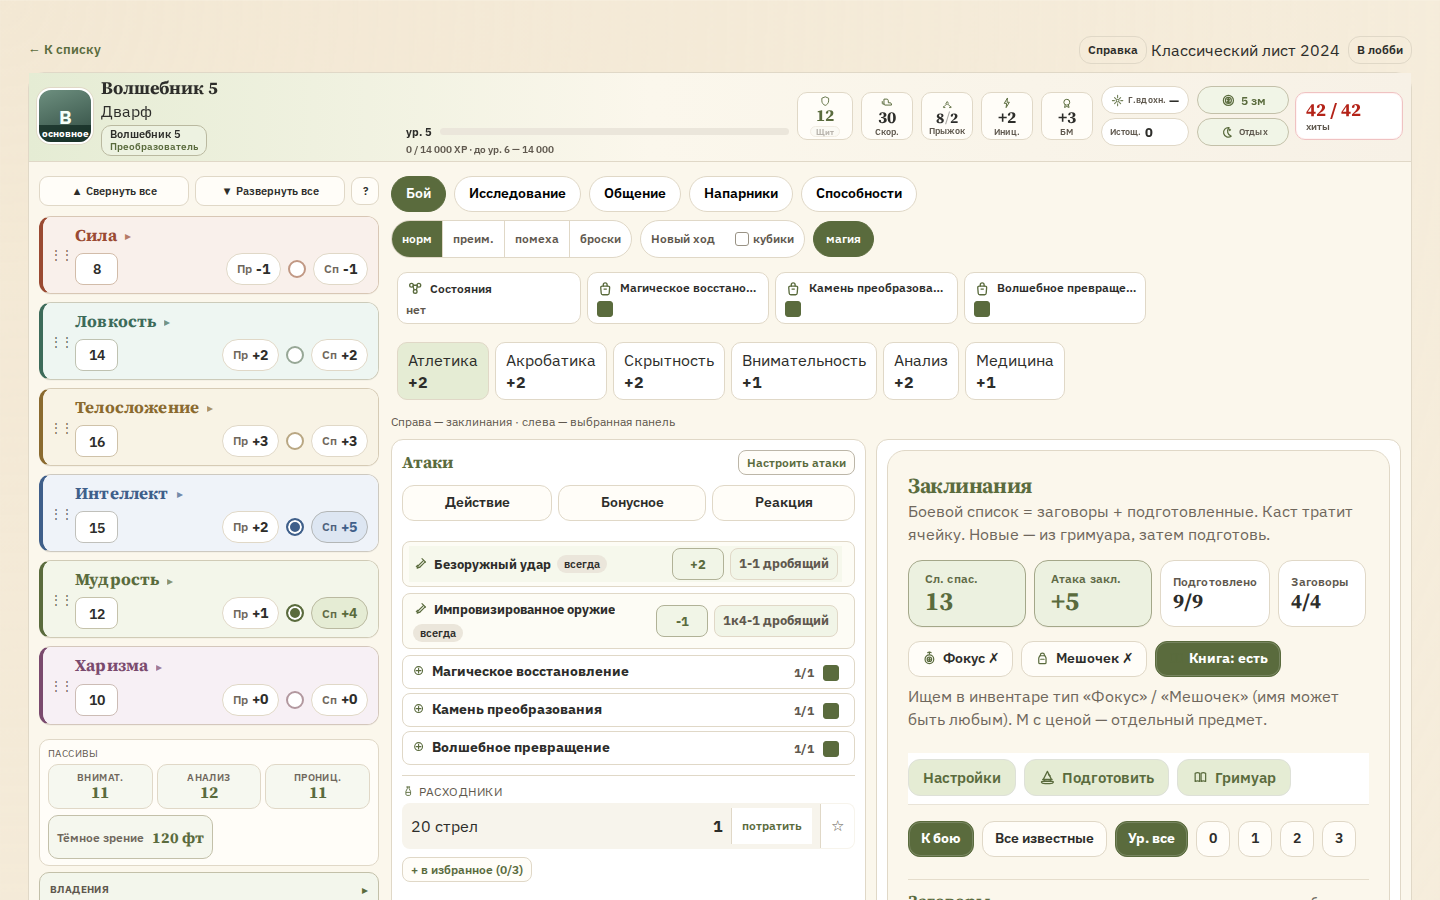 ← К списку
Справка Классический лист 2024 В лобби
В
основное
Волшебник 5
Дварф
Волшебник 5
Преобразователь
ур. 5
0 / 14 000 XP · до ур. 6 — 14 000
12
Щит
30
Скор.
8/2
Прыжок
+2
Иниц.
+3
БМ
Г.вдохн. —
Истощ. 0
5 зм
Отдых
42 / 42
хиты
▲ Свернуть все ▼ Развернуть все ?
Сила ▸
8 Пр -1 Сп -1
Ловкость ▸
14 Пр +2 Сп +2
Телосложение ▸
16 Пр +3 Сп +3
Интеллект ▸
15 Пр +2 Сп +5
Мудрость ▸
12 Пр +1 Сп +4
Харизма ▸
10 Пр +0 Сп +0
ПАССИВЫ
ВНИМАТ. АНАЛИЗ ПРОНИЦ.
11 12 11
Тёмное зрение 120 фт
ВЛАДЕНИЯ ▸
Бой Исследование Общение Напарники Способности
норм преим. помеха броски Новый ход кубики магия
Состояния
нет
Магическое восстано...
Камень преобразова...
Волшебное превраще...
Атлетика Акробатика Скрытность Внимательность Анализ Медицина
+2 +2 +2 +1 +2 +1
Справа — заклинания · слева — выбранная панель
Атаки Настроить атаки
Действие Бонусное Реакция
Безоружный удар всегда +2 1-1 дробящий
Импровизированное оружие
всегда
-1 1к4-1 дробящий
Магическое восстановление 1/1
Камень преобразования 1/1
Волшебное превращение 1/1
РАСХОДНИКИ
20 стрел 1 потратить ☆
+ в избранное (0/3)
Заклинания
Боевой список = заговоры + подготовленные. Каст тратит
ячейку. Новые — из гримуара, затем подготовь.
Сл. спас. Атака закл. Подготовлено Заговоры
13 +5 9/9 4/4
Фокус ✗ Мешочек ✗ Книга: есть
Ищем в инвентаре тип «Фокус» / «Мешочек» (имя может
быть любым). М с ценой — отдельный предмет.
Настройки Подготовить Гримуар
К бою Все известные Ур. все 0 1 2 3